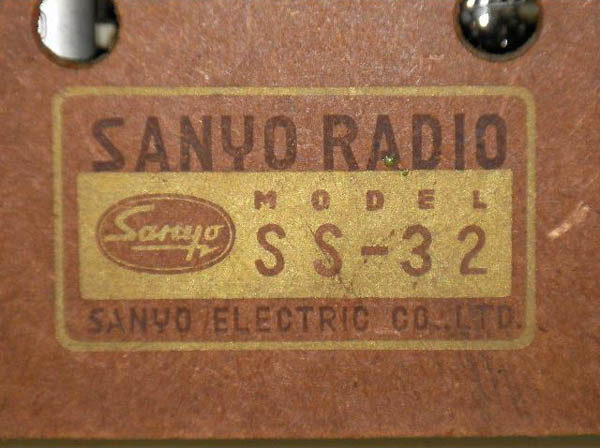 SANYO RADIO
Sanyo
MODEL
SS-32
SANYO ELECTRIC CO.,LTD.